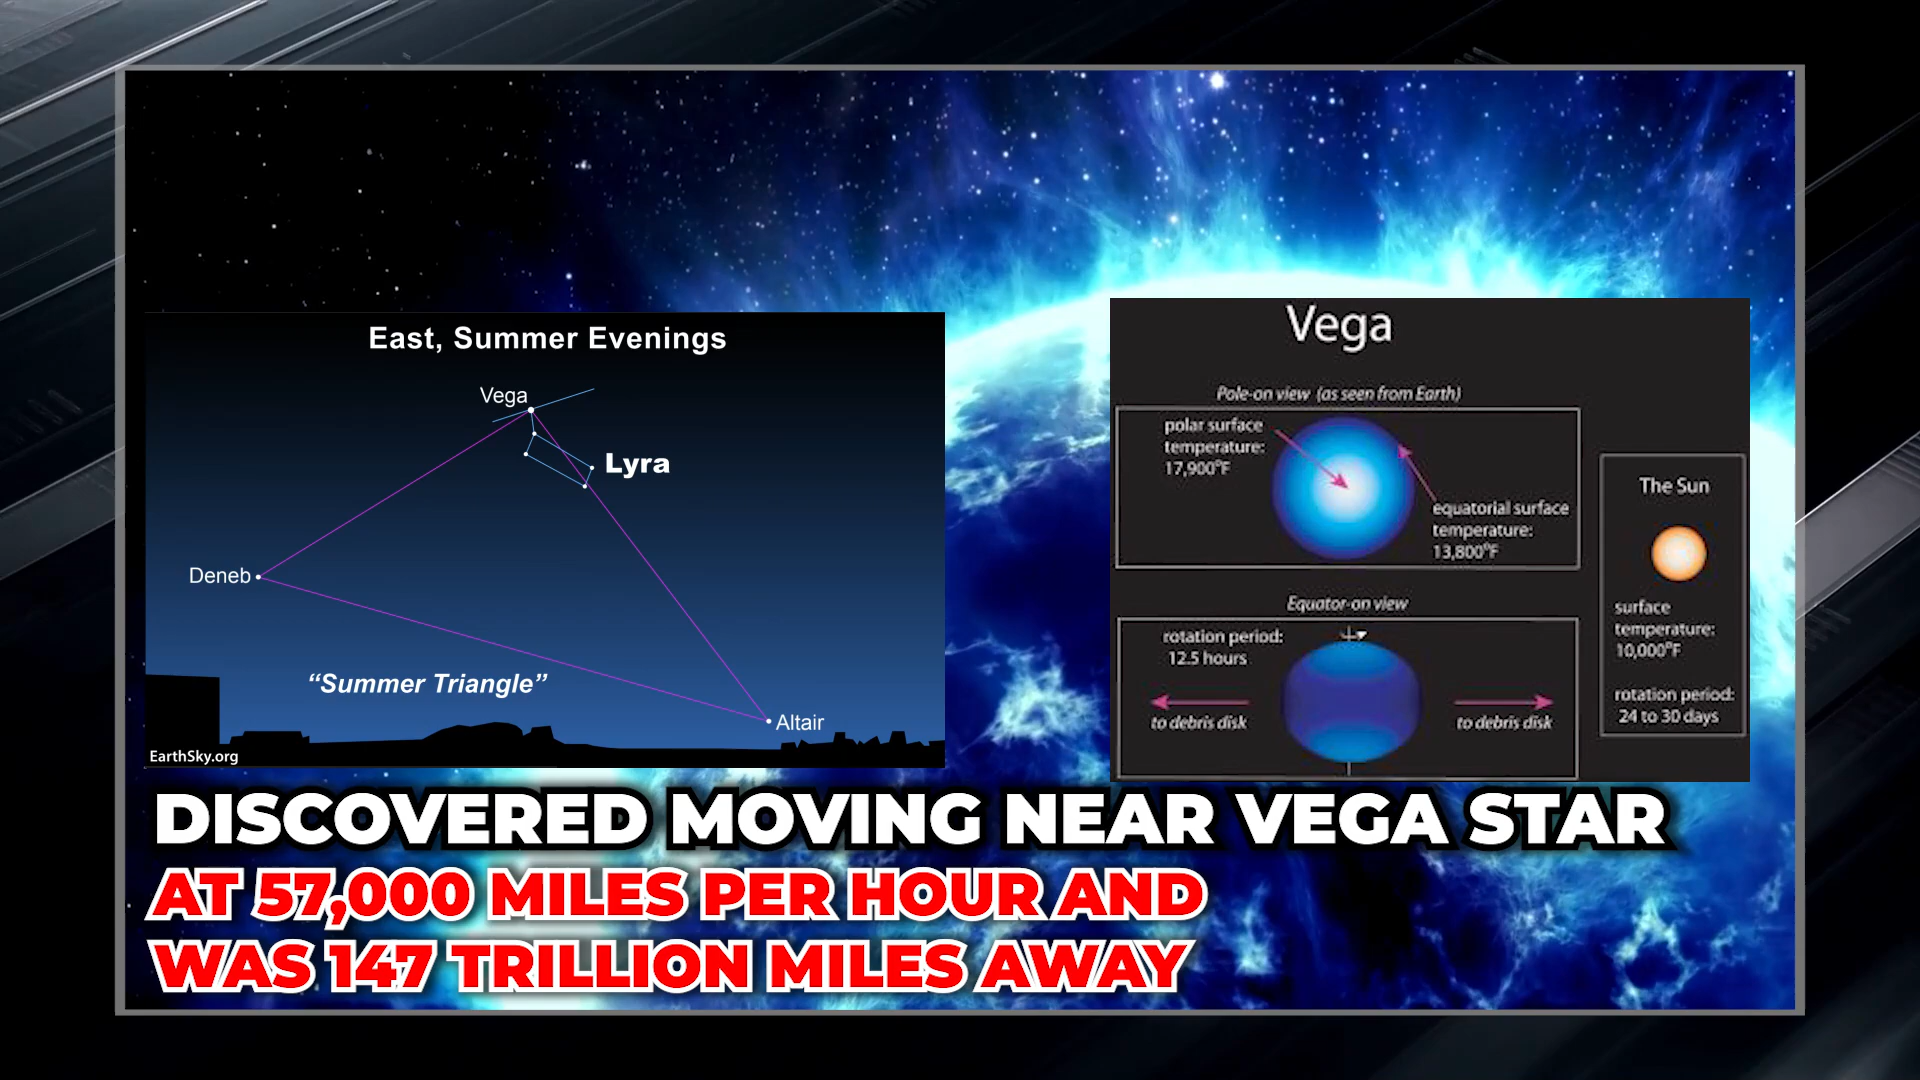 East, Summer Evenings
Vega
Lyra
Deneb
“Summer Triangle”
Altair
EarthSky.org
Vega
Pole-on view (as seen from Earth)
polar surface
temperature:
17,900°F
equatorial surface
temperature:
13,800°F
Equator-on view
rotation period:
12.5 hours
to debris disk
to debris disk
The Sun
surface
temperature:
10,000°F
rotation period:
24 to 30 days
DISCOVERED MOVING NEAR VEGA STAR
AT 57,000 MILES PER HOUR AND
WAS 147 TRILLION MILES AWAY